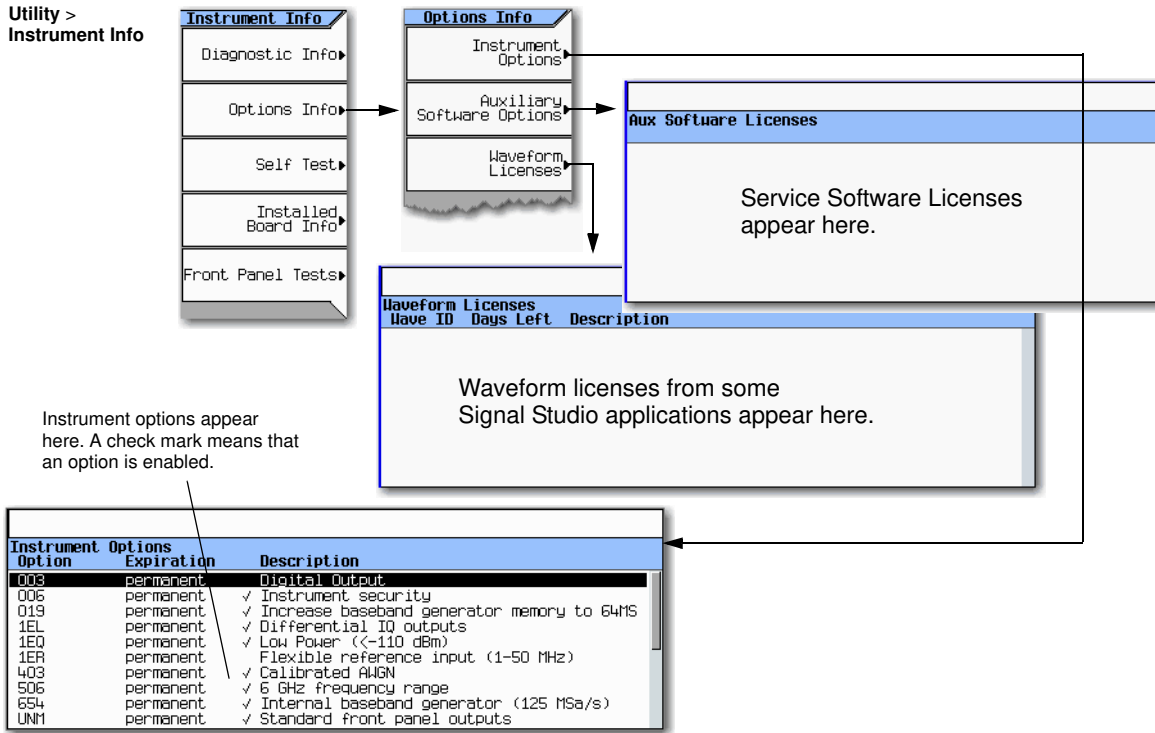 Utility >
Instrument Info
Instrument Info
Diagnostic Info
Options Info
Self Test
Installed
Board Info
Front Panel Tests
Options Info
Instrument
Options
Auxiliary
Software Options
Waveform
Licenses
Aux Software Licenses
Service Software Licenses
appear here.
Waveform Licenses
Wave ID Days Left Description
Waveform licenses from some
Signal Studio applications appear here.
Instrument options appear
here. A check mark means that
an option is enabled.
Instrument Options
Option Expiration Description
003 permanent Digital Output
006 permanent ✓ Instrument security
019 permanent ✓ Increase baseband generator memory to 64MS
1EL permanent ✓ Differential IQ outputs
1EQ permanent ✓ Low Power (<-110 dBm)
1ER permanent Flexible reference input (1-50 MHz)
403 permanent ✓ Calibrated AWGN
506 permanent ✓ 6 GHz frequency range
654 permanent ✓ Internal baseband generator (125 MSa/s)
UNM permanent ✓ Standard front panel outputs